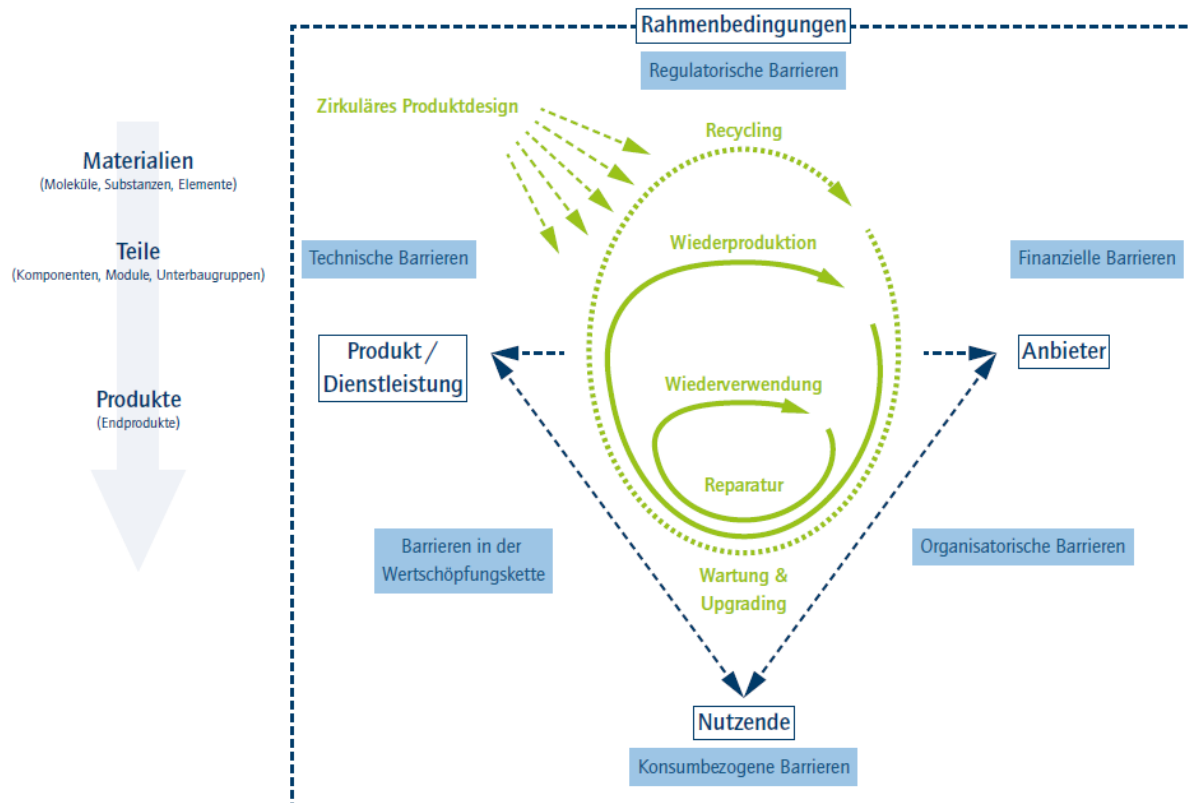 Rahmenbedingungen
Regulatorische Barrieren
Zirkuläres Produktdesign
Recycling
Materialien
(Moleküle, Substanzen, Elemente)
Teile
(Komponenten, Module, Unterbaugruppen)
Technische Barrieren
Wiederproduktion
Finanzielle Barrieren
Produkt /
Dienstleistung
Anbieter
Produkte
(Endprodukte)
Wiederverwendung
Reparatur
Barrieren in der
Wertschöpfungskette
Organisatorische Barrieren
Wartung &
Upgrading
Nutzende
Konsumbezogene Barrieren